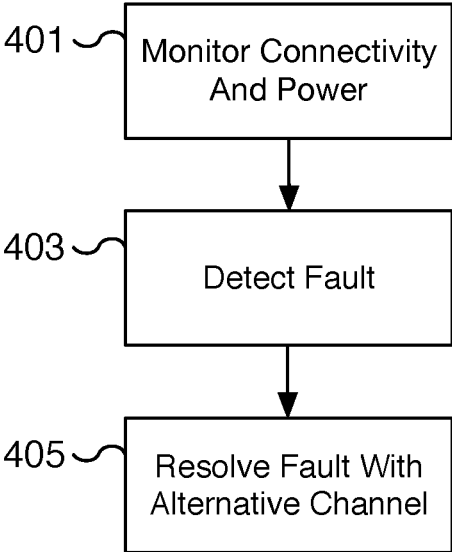 401
Monitor Connectivity
And Power
403
Detect Fault
405
Resolve Fault With
Alternative Channel